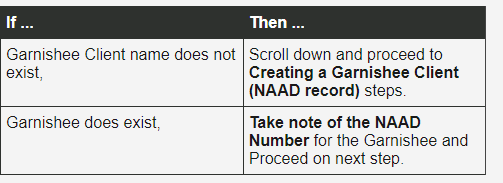 If ... Then ...
Garnishee Client name does not
exist,
Scroll down and proceed to
Creating a Garnishee Client
(NAAD record) steps.
Garnishee does exist,
Take note of the NAAD
Number for the Garnishee and
Proceed on next step.